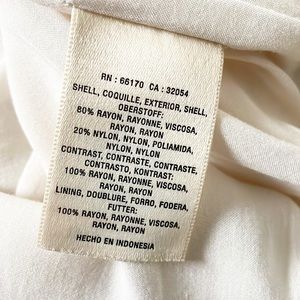 RN : 66170 CA : 32054
SHELL, COQUILLE, EXTERIOR, SHELL,
OBERSTOFF:
80% RAYON, RAYONNE, VISCOSA,
RAYON, RAYON
20% NYLON, NYLON, POLIAMIDA,
NYLON, NYLON
CONTRAST, CONTRASTE, CONTRASTE,
CONTRASTO, KONTRAST:
100% RAYON, RAYONNE, VISCOSA,
RAYON, RAYON
LINING, DOUBLURE, FORRO, FODERA,
FUTTER:
100% RAYON, RAYONNE, VISCOSA,
RAYON, RAYON
HECHO EN INDONESIA